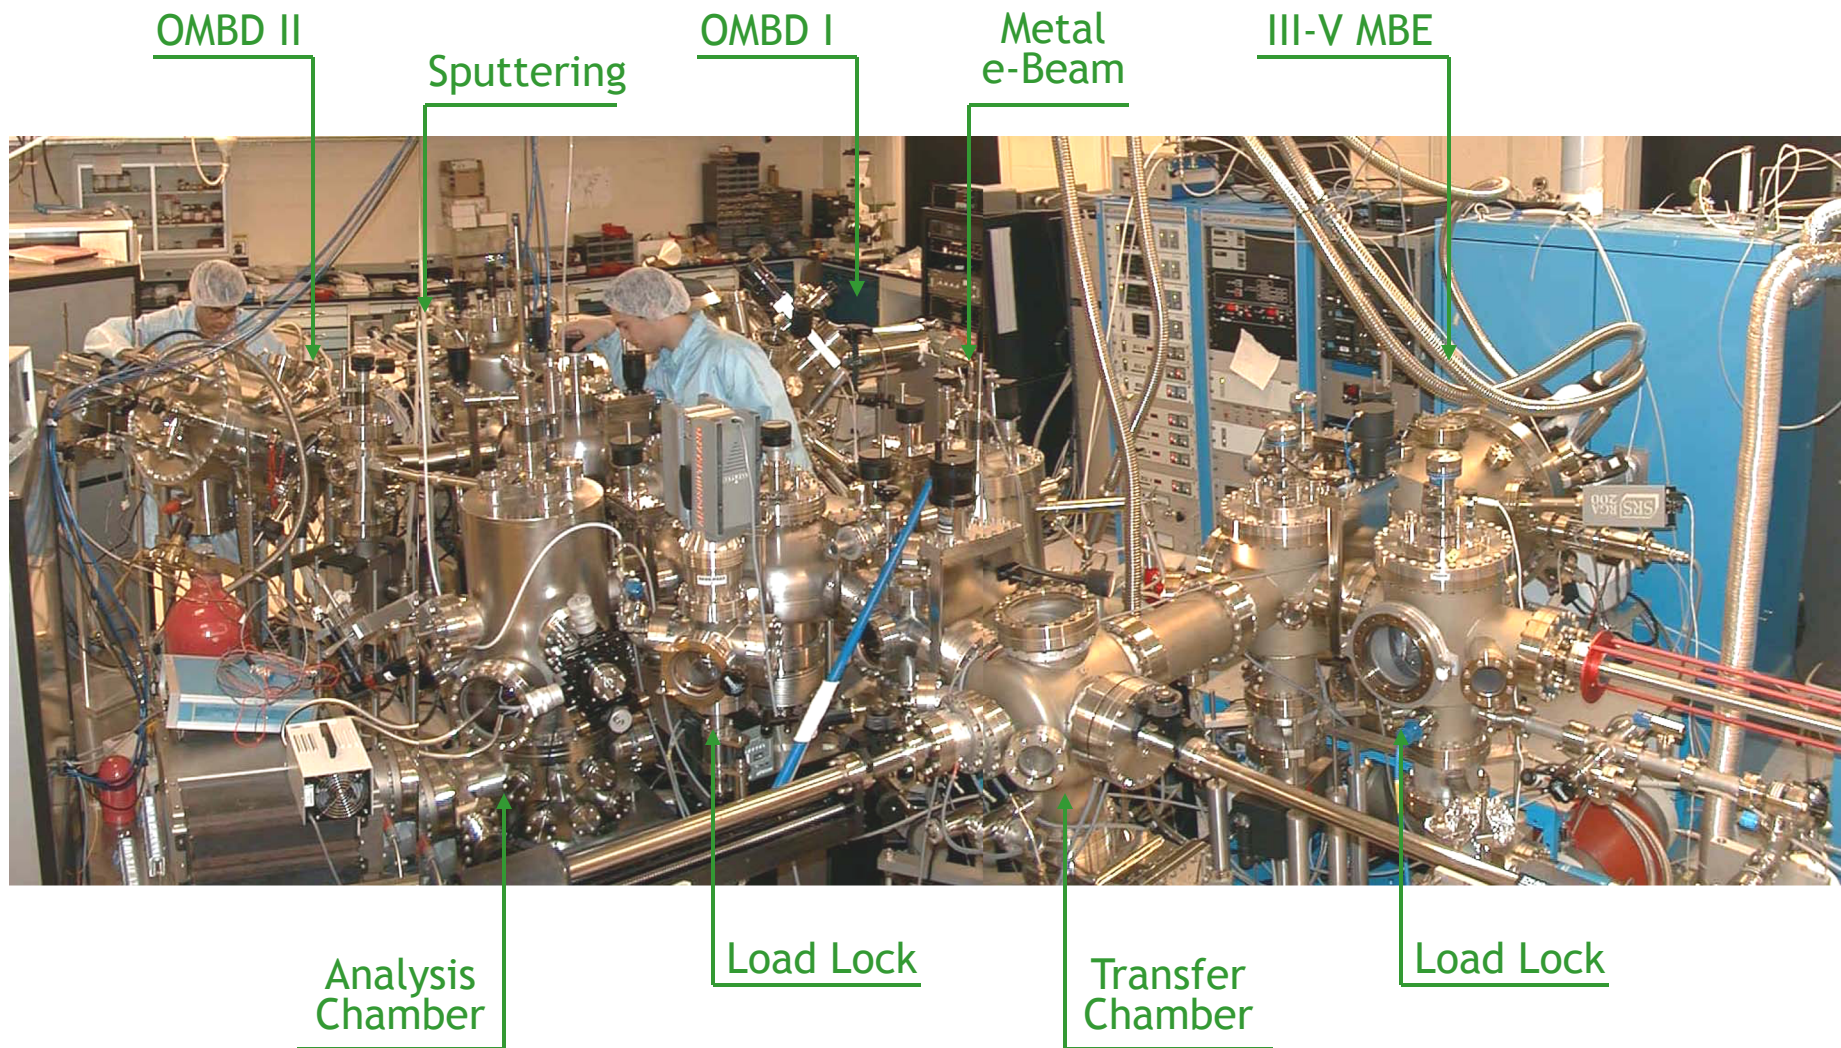 OMBD II
Sputtering
OMBD I
Metal
e-Beam
III-V MBE
SRS
RGA
200
Analysis
Chamber
Load Lock
Transfer
Chamber
Load Lock